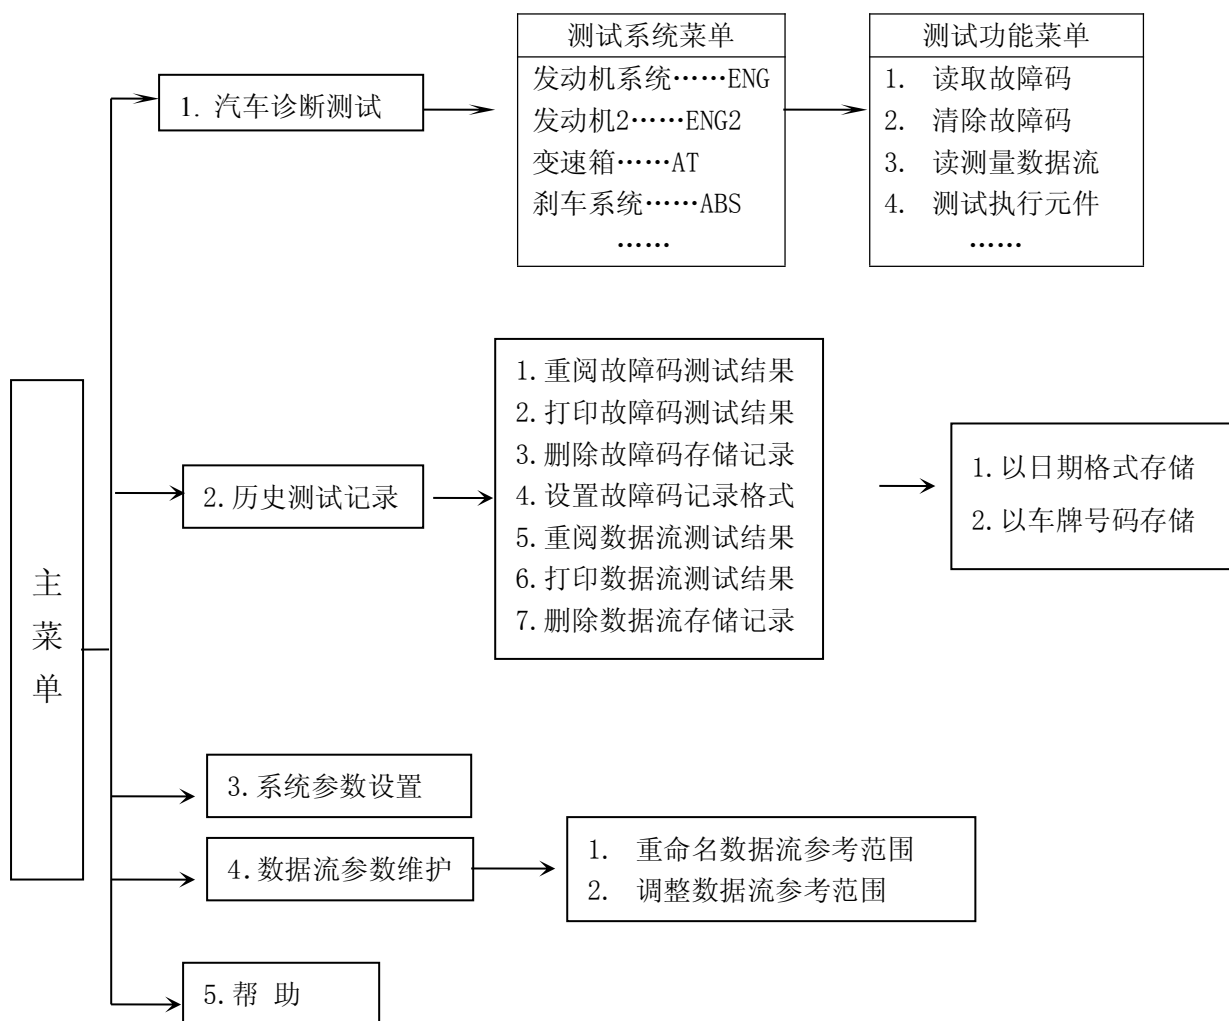 主
菜
单
1. 汽车诊断测试
测试系统菜单
发动机系统……ENG
发动机2……ENG2
变速箱……AT
刹车系统……ABS
……
测试功能菜单
1. 读取故障码
2. 清除故障码
3. 读测量数据流
4. 测试执行元件
……
2.历史测试记录
1.重阅故障码测试结果
2.打印故障码测试结果
3.删除故障码存储记录
4.设置故障码记录格式
5.重阅数据流测试结果
6.打印数据流测试结果
7.删除数据流存储记录
1.以日期格式存储
2.以车牌号码存储
3.系统参数设置
4.数据流参数维护
1. 重命名数据流参考范围
2. 调整数据流参考范围
5.帮 助